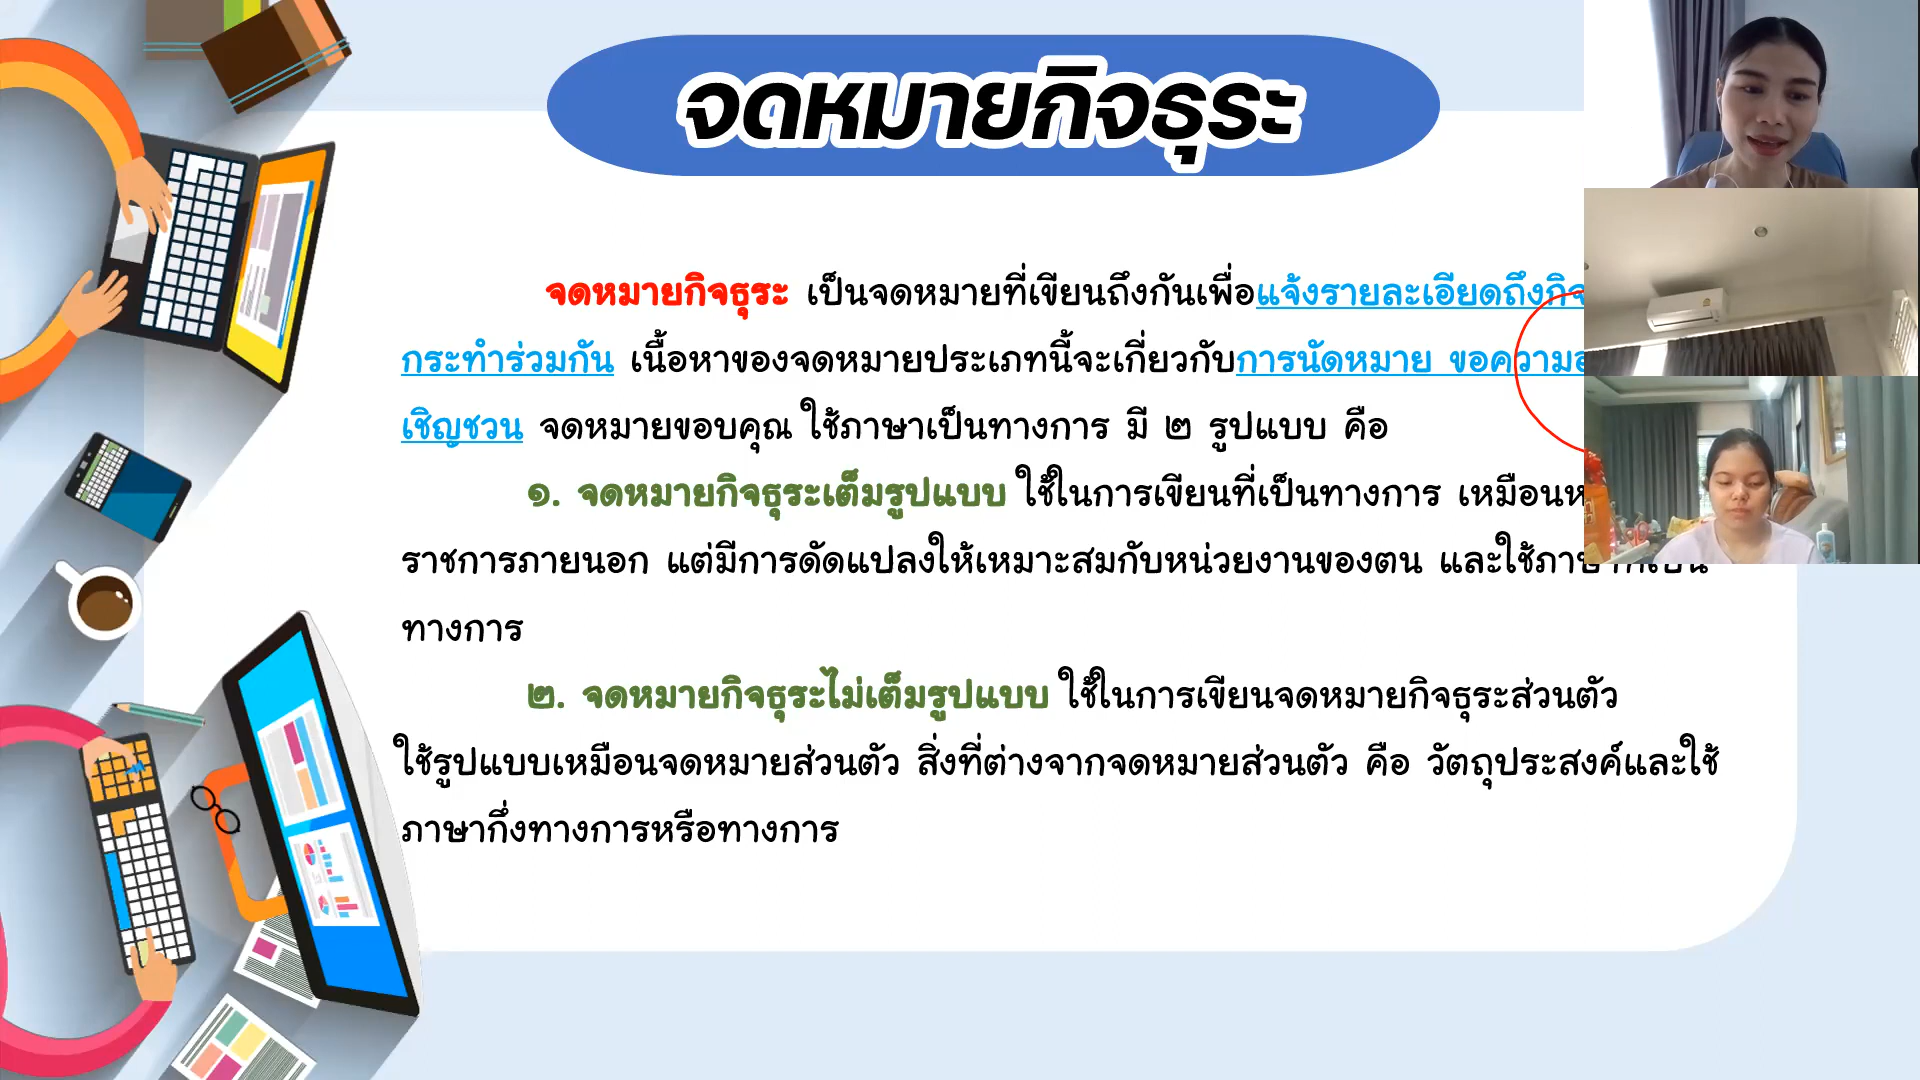 จดหมายกิจธุระ
จดหมายกิจธุระ เป็นจดหมายที่เขียนถึงกันเพื่อแจ้งรายละเอียดถึงกิจ
กระทำร่วมกัน เนื้อหาของจดหมายประเภทนี้จะเกี่ยวกับการนัดหมาย
เชิญชวน จดหมายขอบคุณ ใช้ภาษาเป็นทางการ มี ๒ รูปแบบ คือ
๑. จดหมายกิจธุระเต็มรูปแบบ ใช้ในการเขียนที่เป็นทางการ เหมือน
ราชการภายนอก แต่มีการดัดแปลงให้เหมาะสมกับหน่วยงานของตน และใช้
ทางการ
๒. จดหมายกิจธุระไม่เต็มรูปแบบ ใช้ในการเขียนจดหมายกิจธุระส่วนตัว
ใช้รูปแบบเหมือนจดหมายส่วนตัว สิ่งที่ต่างจากจดหมายส่วนตัว คือ วัตถุประสงค์และใช้
ภาษากึ่งทางการหรือทางการ